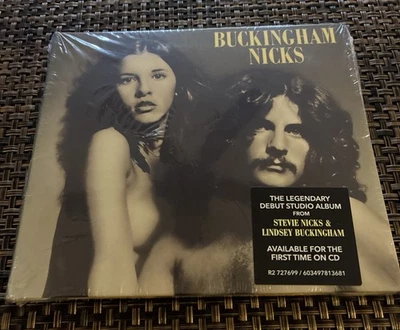 BUCKINGHAM
NICKS
THE LEGENDARY
DEBUT STUDIO ALBUM
FROM
STEVIE NICKS &
LINDSEY BUCKINGHAM
AVAILABLE FOR THE
FIRST TIME ON CD
R2 727699 / 603497813681